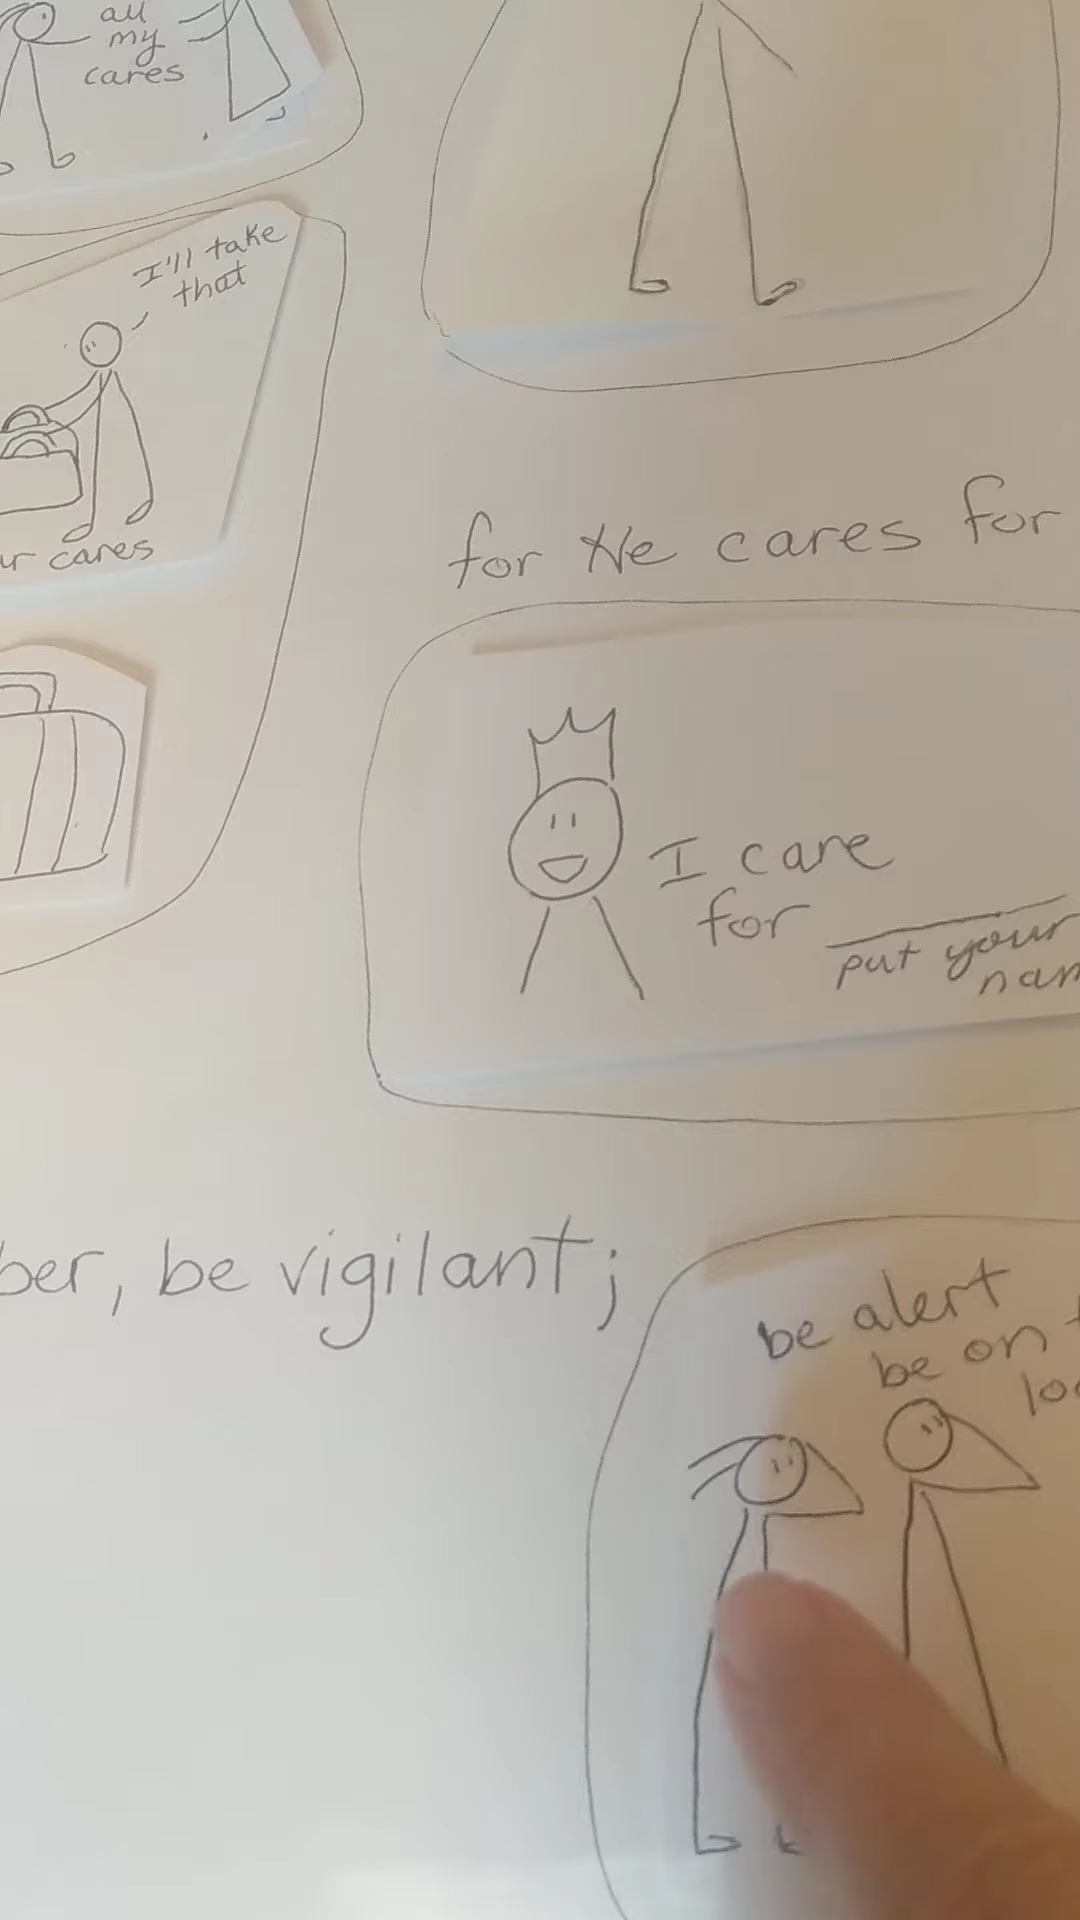 all
my
cares
I'll take
that
cares
for He cares for
I care
for
put your
be vigilant;
be alert
be on